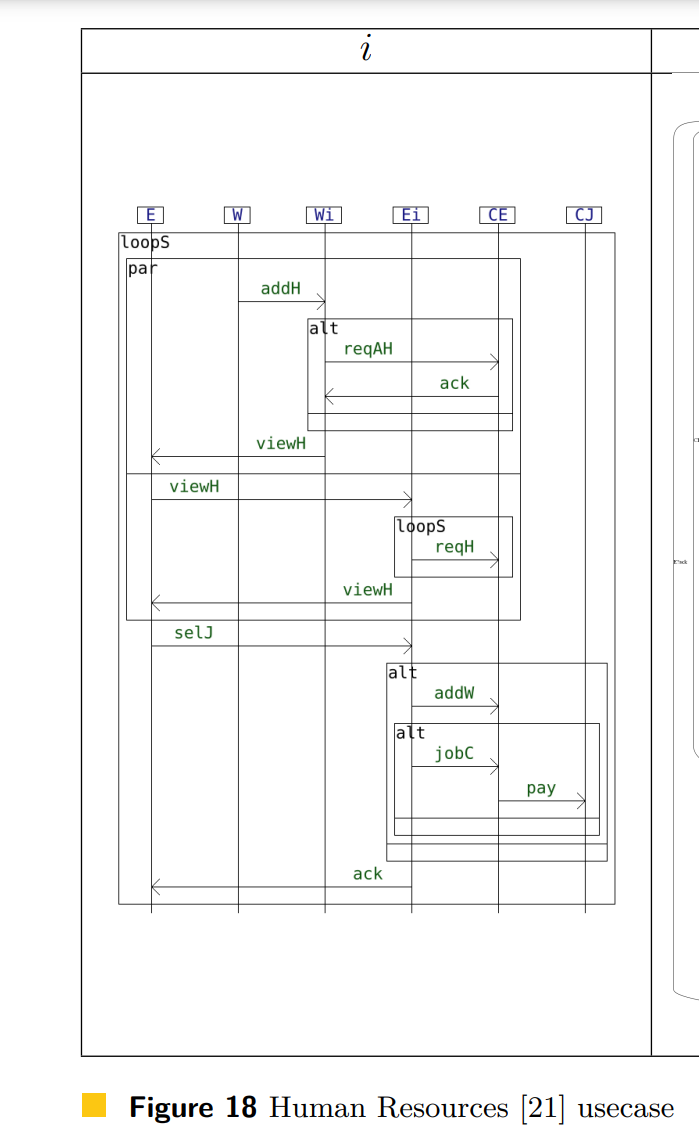 i
E W Wi Ei CE CJ
loopS
par
addH
alt
reqAH
ack
viewH
viewH
loopS
reqH
viewH
selJ
alt
addW
alt
jobC
pay
ack
Figure 18 Human Resources [21] usecase